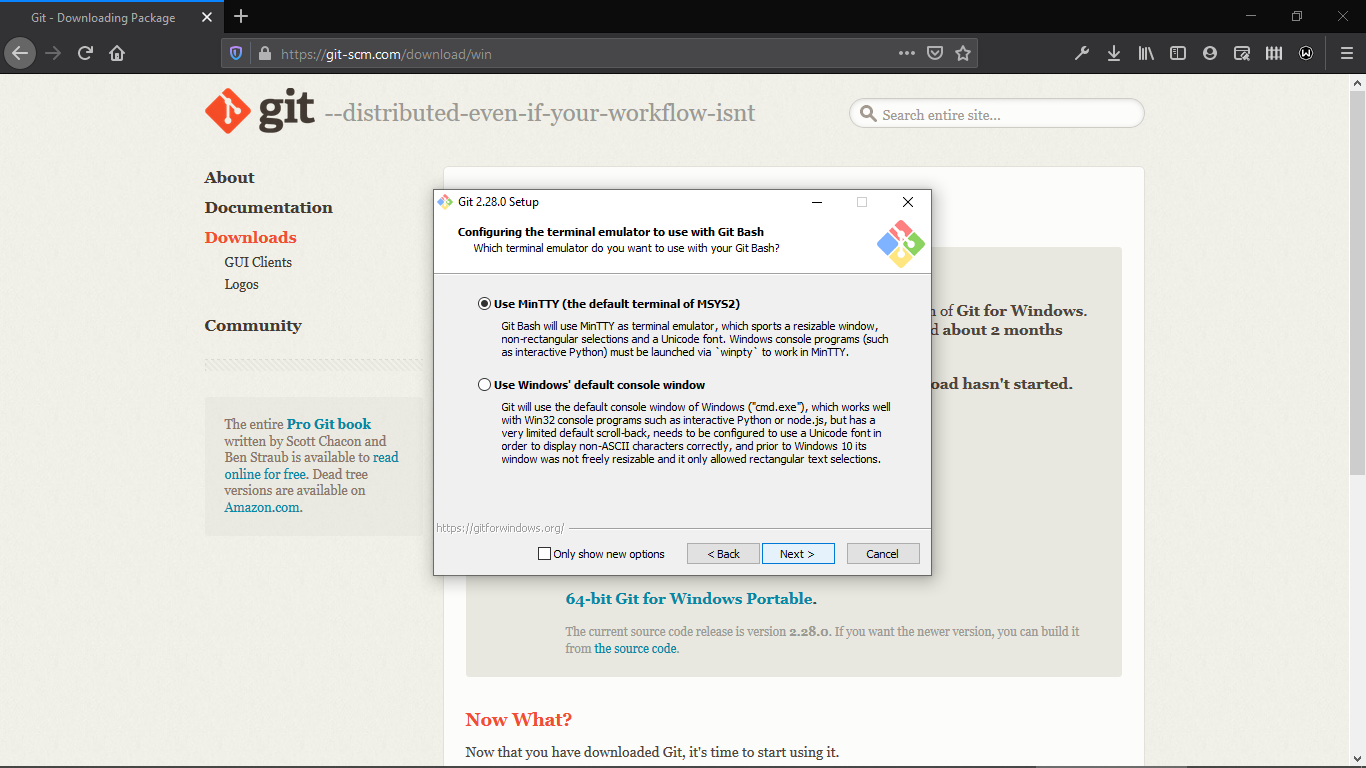 Git - Downloading Package
https://git-scm.com/download/win
git --distributed-even-if-your-workflow-isnt
Search entire site...
About
Documentation
Downloads
GUI Clients
Logos
Community
The entire Pro Git book
written by Scott Chacon and
Ben Straub is available to read
online for free. Dead tree
versions are available on
Amazon.com.
Git 2.28.0 Setup
Configuring the terminal emulator to use with Git Bash
Which terminal emulator do you want to use with your Git Bash?
Use MinTTY (the default terminal of MSYS2)
Git Bash will use MinTTY as terminal emulator, which sports a resizable window,
non-rectangular selections and a Unicode font. Windows console programs (such
as interactive Python) must be launched via `winpty` to work in MinTTY.
Use Windows' default console window
Git will use the default console window of Windows ("cmd.exe"), which works well
with Win32 console programs such as interactive Python or node.js, but has a
very limited default scroll-back, needs to be configured to use a Unicode font in
order to display non-ASCII characters correctly, and prior to Windows 10 its
window was not freely resizable and it only allowed rectangular text selections.
https://gitforwindows.org/
Only show new options
< Back
Next >
Cancel
of Git for Windows.
about 2 months
hasn't started.
64-bit Git for Windows Portable.
The current source code release is version 2.28.0. If you want the newer version, you can build it
from the source code.
Now What?
Now that you have downloaded Git, it's time to start using it.